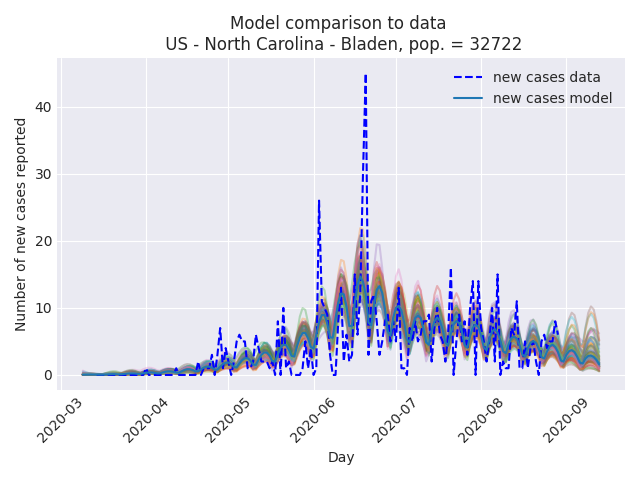 Model comparison to data
US - North Carolina - Bladen, pop. = 32722
new cases data
new cases model
Number of new cases reported
40
30
20
10
0
2020-03
2020-04
2020-05
2020-06
2020-07
2020-08
2020-09
Day